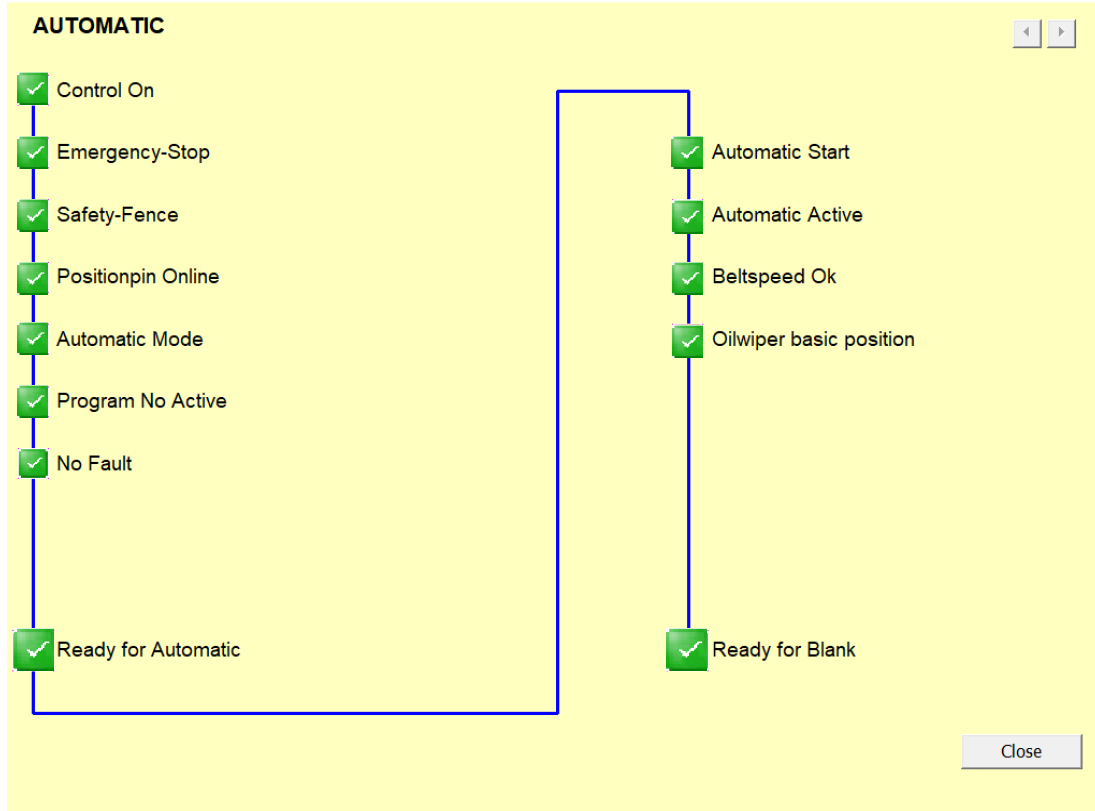 AUTOMATIC
Control On
Emergency-Stop
Safety-Fence
Positionpin Online
Automatic Mode
Program No Active
No Fault
Ready for Automatic
Automatic Start
Automatic Active
Beltspeed Ok
Oilwiper basic position
Ready for Blank
Close